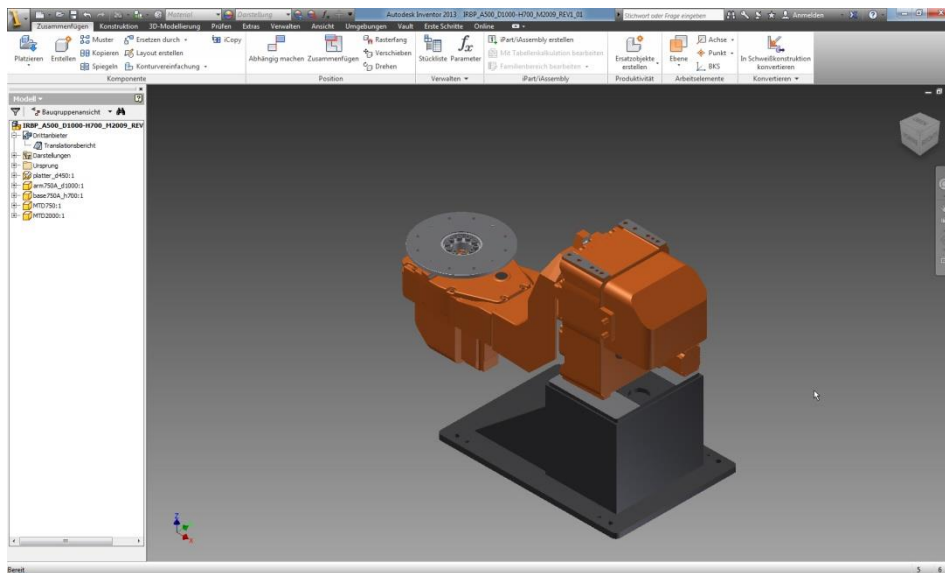 Material
Darstellung
Autodesk Inventor 2013 IRBP_A500_D1000-H700_M2009_REV1_01
Stichwort oder Frage eingeben
Anmelden
Zusammenfügen Konstruktion 3D-Modellierung Prüfen Extras Verwalten Ansicht Umgebungen Vault Erste Schritte Online
Platzieren
Erstellen
Muster
Kopieren
Spiegeln
Ersetzen durch
Layout erstellen
Konturvereinfachung
iCopy
Abhängig machen
Zusammenfügen
Rasterfang
Verschieben
Drehen
Stückliste
Parameter
iPart/iAssembly erstellen
Mit Tabellenkalkulation bearbeiten
Familienbereich bearbeiten
Ersatzobjekte erstellen
Ebene
Achse
Punkt
BKS
In Schweißkonstruktion konvertieren
Komponente Position Verwalten iPart/iAssembly Produktivität Arbeitselemente Konvertieren
Modell
Baugruppenansicht
IRBP_A500_D1000-H700_M2009_REV
Drittanbieter
Translationsbericht
Darstellungen
Ursprung
platter_d450:1
arm750A_d1000:1
base750A_h700:1
MTD750:1
MTD2000:1
Z
X
Bereit
5 6